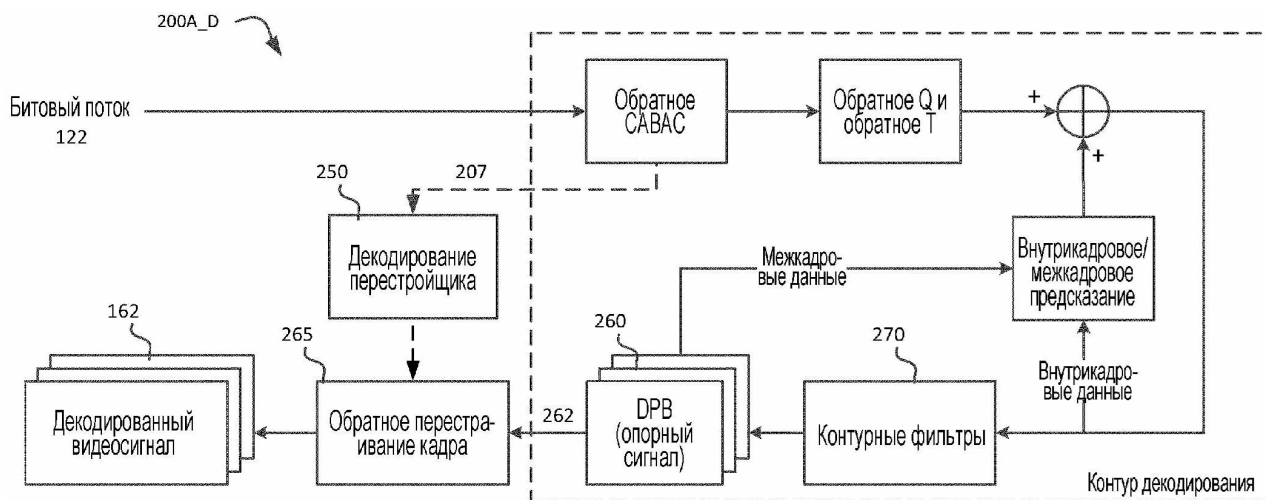 200A_D
Битовый поток
122
Обратное
CABAC
Обратное Q и
обратное T
+
+
250
207
Декодирование
перестройщика
Межкадро-
вые данные
Внутрикадровое/
межкадровое
предсказание
162
265
260
270
Внутрикадро-
вые данные
Декодированный
видеосигнал
Обратное перестра-
ивание кадра
262
DPB
(опорный
сигнал)
Контурные фильтры
Контур декодирования